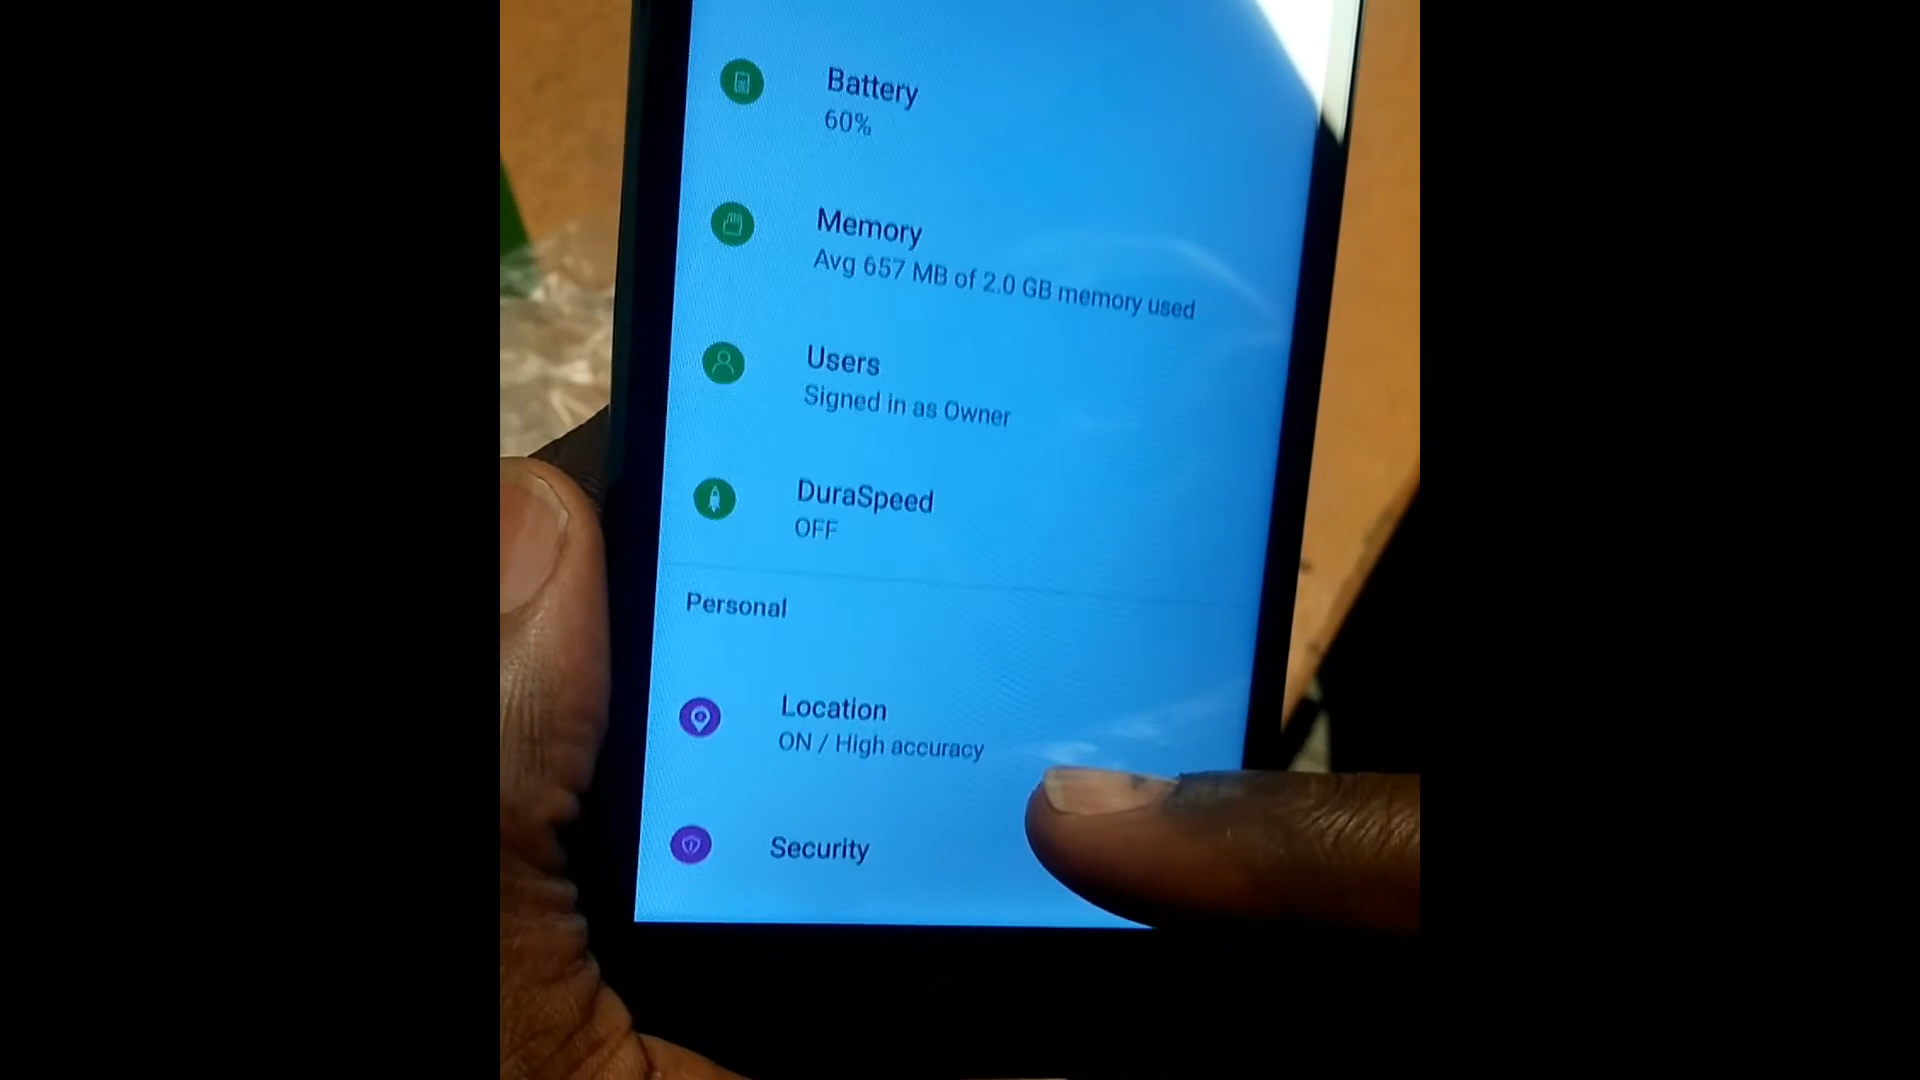 Battery
60%
Memory
Avg 657 MB of 2.0 GB memory used
Users
Signed in as Owner
DuraSpeed
OFF
Personal
Location
ON / High accuracy
Security